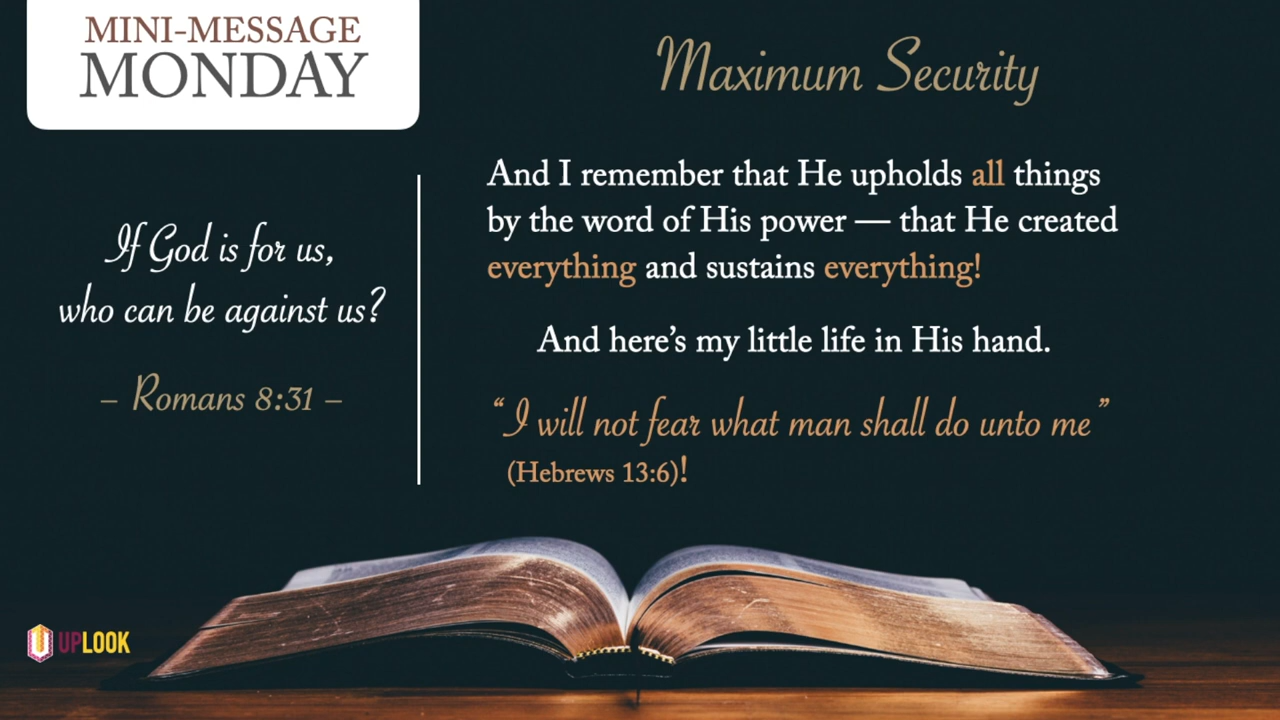 MINI-MESSAGE
MONDAY
If God is for us,
who can be against us?
– Romans 8:31 –
Maximum Security
And I remember that He upholds all things
by the word of His power — that He created
everything and sustains everything!
And here’s my little life in His hand.
“I will not fear what man shall do unto me”
(Hebrews 13:6)!
UPLOOK